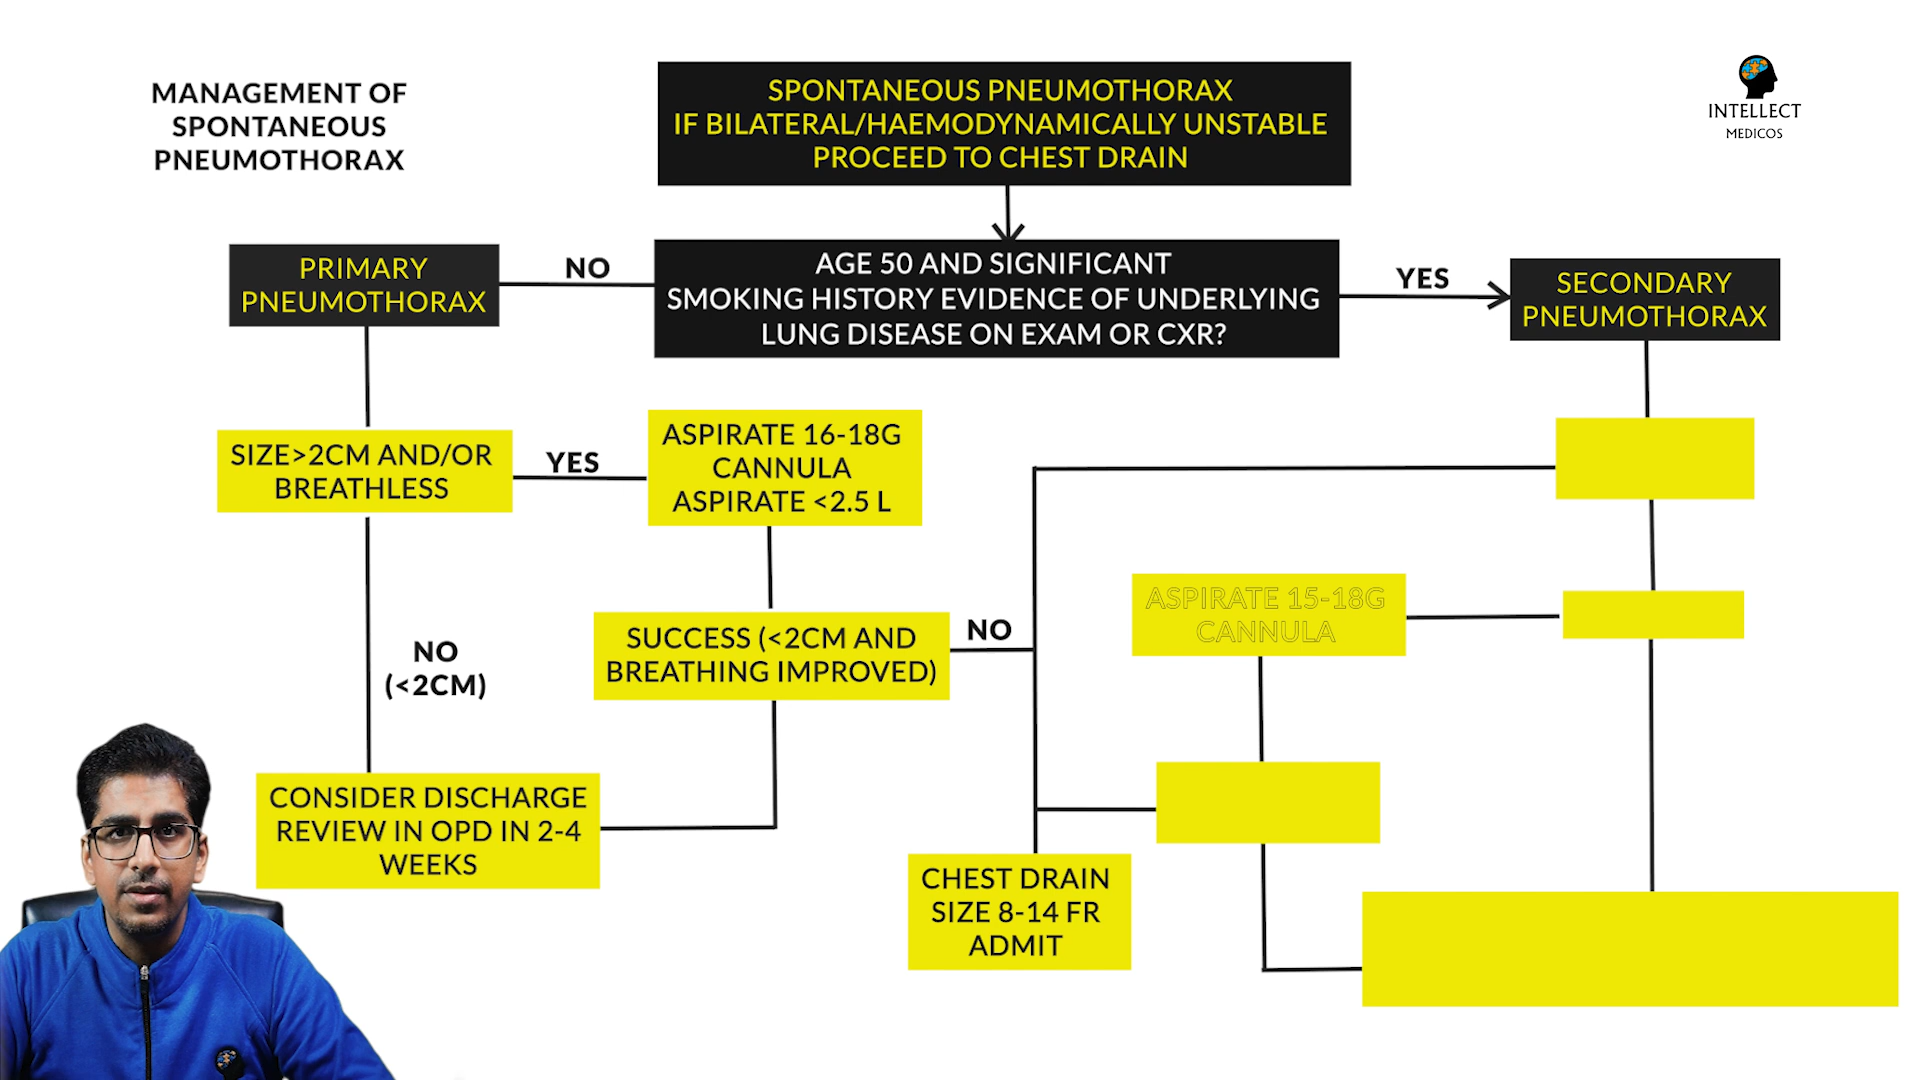 MANAGEMENT OF
SPONTANEOUS
PNEUMOTHORAX
SPONTANEOUS PNEUMOTHORAX
IF BILATERAL/HAEMODYNAMICALLY UNSTABLE
PROCEED TO CHEST DRAIN
INTELLECT
MEDICOS
PRIMARY
PNEUMOTHORAX
NO
AGE 50 AND SIGNIFICANT
SMOKING HISTORY EVIDENCE OF UNDERLYING
LUNG DISEASE ON EXAM OR CXR?
YES
SECONDARY
PNEUMOTHORAX
SIZE>2CM AND/OR
BREATHLESS
YES
ASPIRATE 16-18G
CANNULA
ASPIRATE <2.5 L
ASPIRATE 15-18G
CANNULA
NO
(<2CM)
SUCCESS (<2CM AND
BREATHING IMPROVED)
NO
CONSIDER DISCHARGE
REVIEW IN OPD IN 2-4
WEEKS
CHEST DRAIN
SIZE 8-14 FR
ADMIT